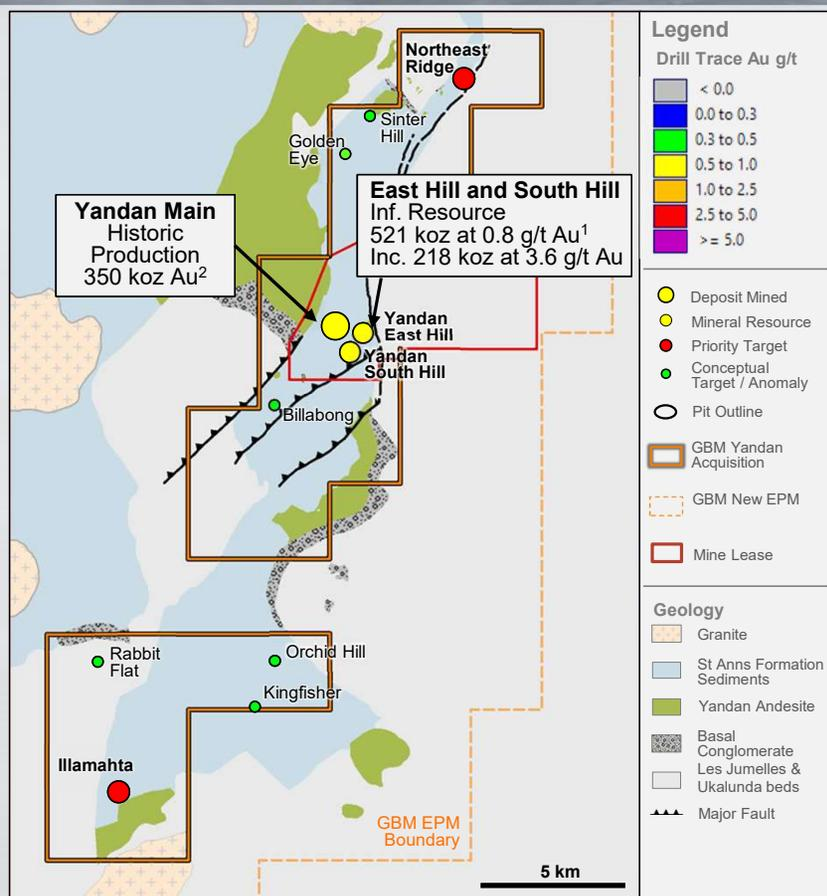 Northeast
Ridge
Sinter
Hill
Golden
Eye
Yandan Main
Historic
Production
350 koz Au2
East Hill and South Hill
Inf. Resource
521 koz at 0.8 g/t Au1
Inc. 218 koz at 3.6 g/t Au
Yandan
East Hill
Yandan
South Hill
Billabong
Rabbit
Flat
Orchid Hill
Kingfisher
Illamahta
GBM EPM
Boundary
5 km
Legend
Drill Trace Au g/t
< 0.0
0.0 to 0.3
0.3 to 0.5
0.5 to 1.0
1.0 to 2.5
2.5 to 5.0
>= 5.0
Deposit Mined
Mineral Resource
Priority Target
Conceptual
Target / Anomaly
Pit Outline
GBM Yandan
Acquisition
GBM New EPM
Mine Lease
Geology
Granite
St Anns Formation
Sediments
Yandan Andesite
Basal
Conglomerate
Les Jumelles &
Ukalunda beds
Major Fault